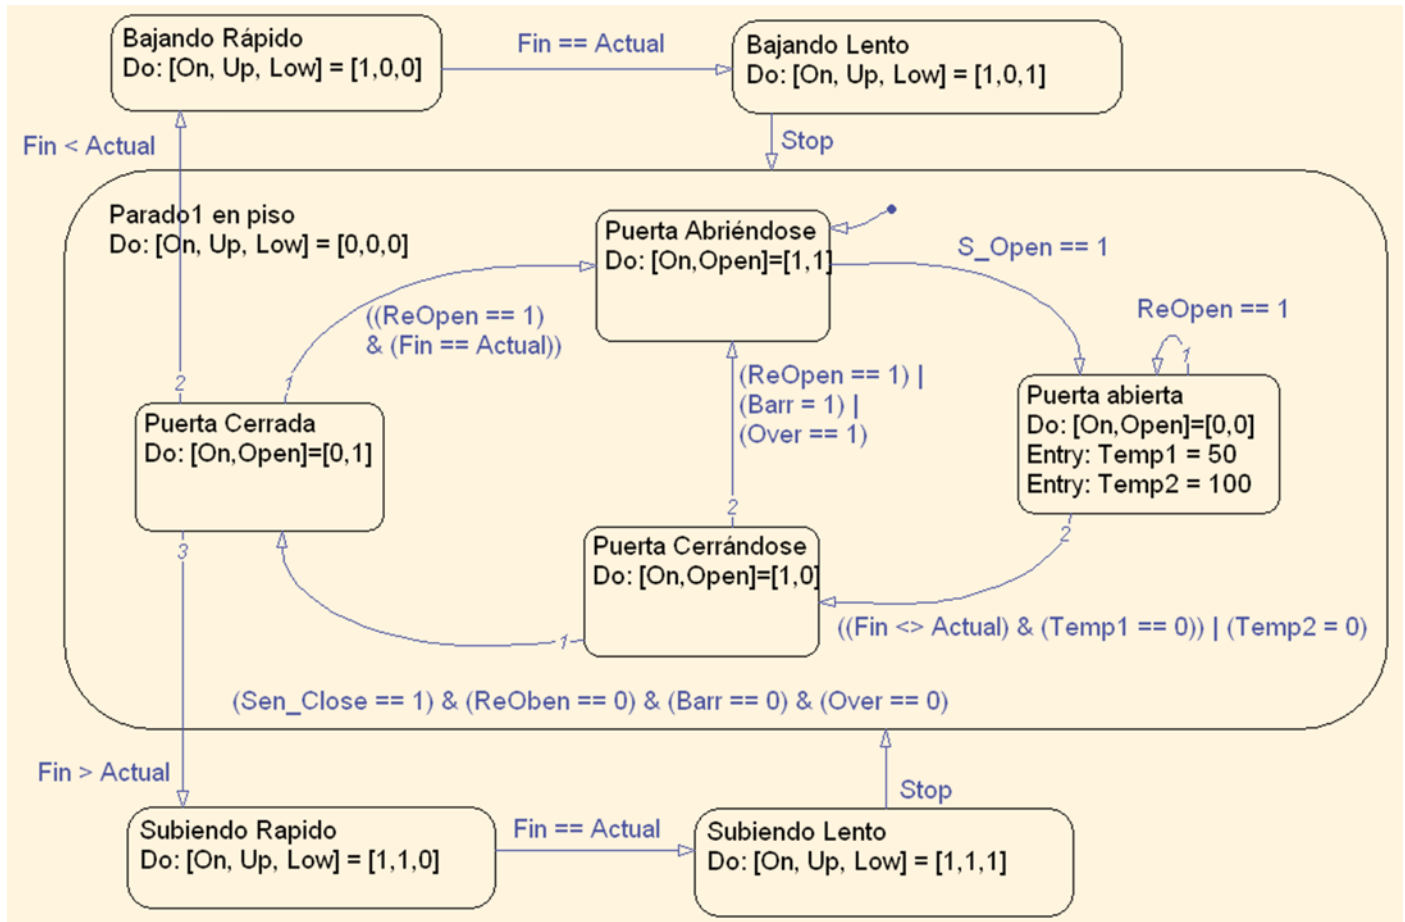 Bajando Rápido
Do: [On, Up, Low] = [1,0,0]
Fin == Actual
Bajando Lento
Do: [On, Up, Low] = [1,0,1]
Fin < Actual
Stop
Parado1 en piso
Do: [On, Up, Low] = [0,0,0]
Puerta Abriéndose
Do: [On,Open]=[1,1]
S_Open == 1
ReOpen == 1
1
((ReOpen == 1)
& (Fin == Actual))
2
1
(ReOpen == 1) |
(Barr = 1) |
(Over == 1)
Puerta abierta
Do: [On,Open]=[0,0]
Entry: Temp1 = 50
Entry: Temp2 = 100
Puerta Cerrada
Do: [On,Open]=[0,1]
2
2
3
Puerta Cerrándose
Do: [On,Open]=[1,0]
1
((Fin <> Actual) & (Temp1 == 0)) | (Temp2 = 0)
(Sen_Close == 1) & (ReOben == 0) & (Barr == 0) & (Over == 0)
Fin > Actual
Stop
Subiendo Rapido
Do: [On, Up, Low] = [1,1,0]
Fin == Actual
Subiendo Lento
Do: [On, Up, Low] = [1,1,1]